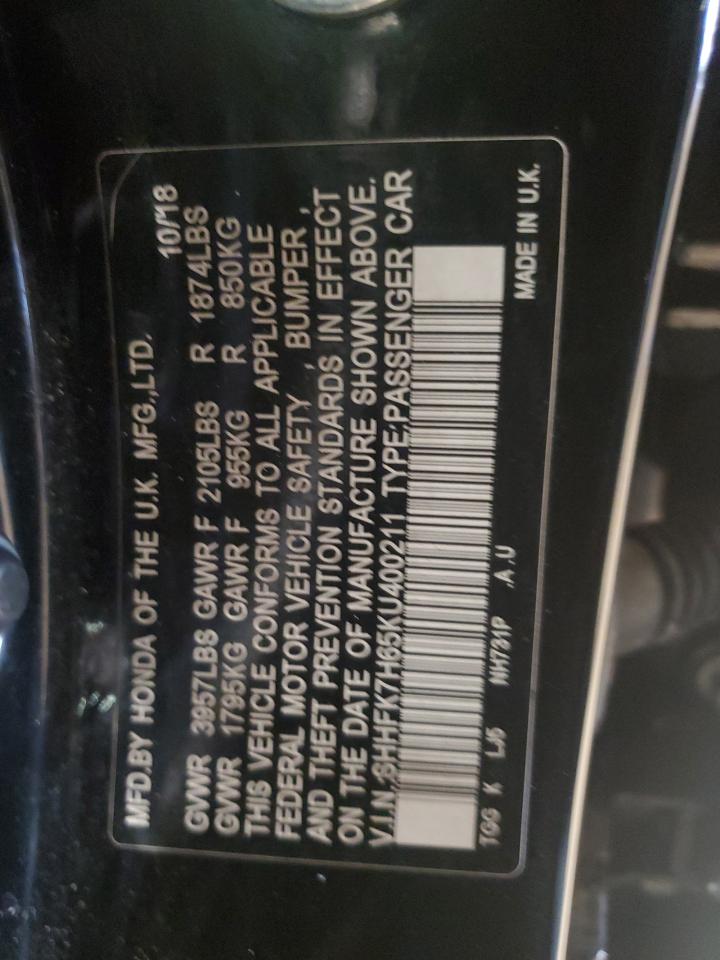 MFD.BY HONDA OF THE U.K. MFG.,LTD. 10/18
GVWR 3957LBS GAWR F 2105LBS R 1874LBS
GVWR 1795KG GAWR F 955KG R 850KG
THIS VEHICLE CONFORMS TO ALL APPLICABLE
FEDERAL MOTOR VEHICLE SAFETY , BUMPER ,
AND THEFT PREVENTION STANDARDS IN EFFECT
ON THE DATE OF MANUFACTURE SHOWN ABOVE.
V.I.N.:SHHFK7H65KU400211 TYPE:PASSENGER CAR
TGG K LJ5 NH731P .A.U
MADE IN U.K.